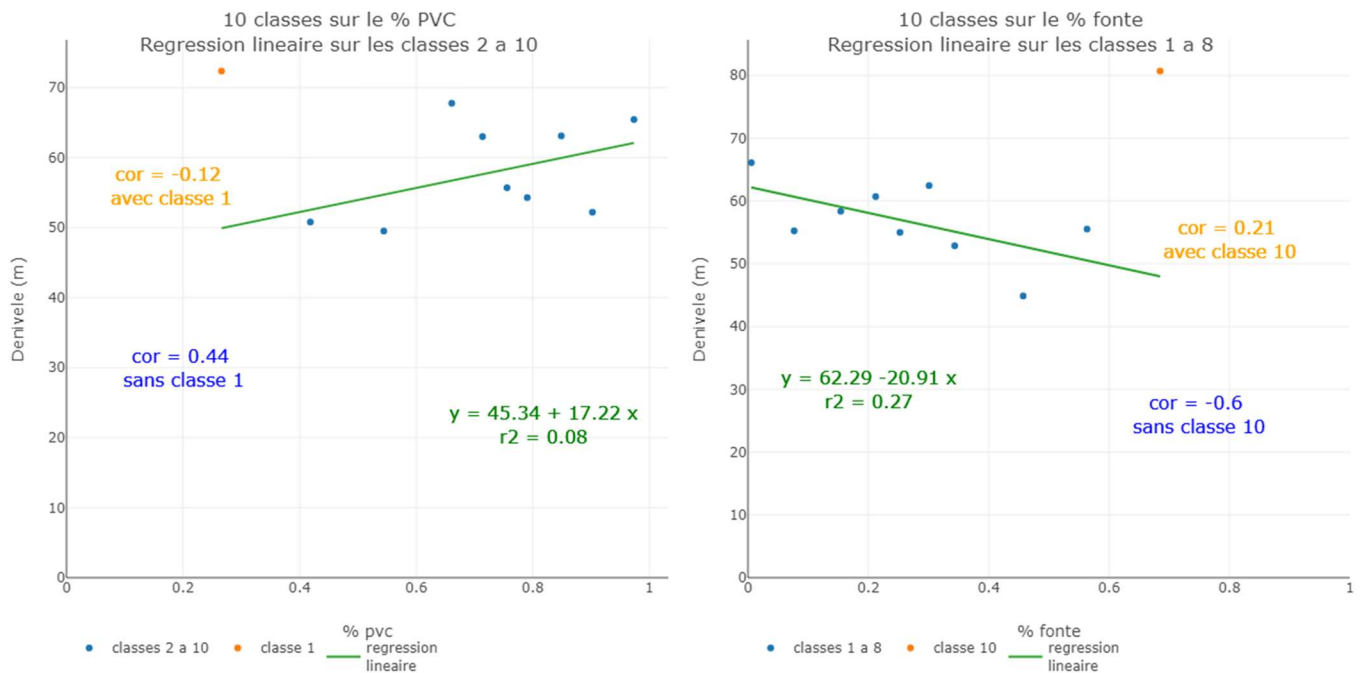 10 classes sur le % PVC
Regression lineaire sur les classes 2 a 10
Denivele (m)
70
60
50
40
30
20
10
0
0
0.2
0.4
0.6
0.8
1
cor = -0.12
avec classe 1
cor = 0.44
sans classe 1
y = 45.34 + 17.22 x
r2 = 0.08
% pvc
classes 2 a 10
classe 1
regression
lineaire
10 classes sur le % fonte
Regression lineaire sur les classes 1 a 8
Denivele (m)
80
70
60
50
40
30
20
10
0
0
0.2
0.4
0.6
0.8
1
cor = 0.21
avec classe 10
y = 62.29 -20.91 x
r2 = 0.27
cor = -0.6
sans classe 10
% fonte
classes 1 a 8
classe 10
regression
lineaire